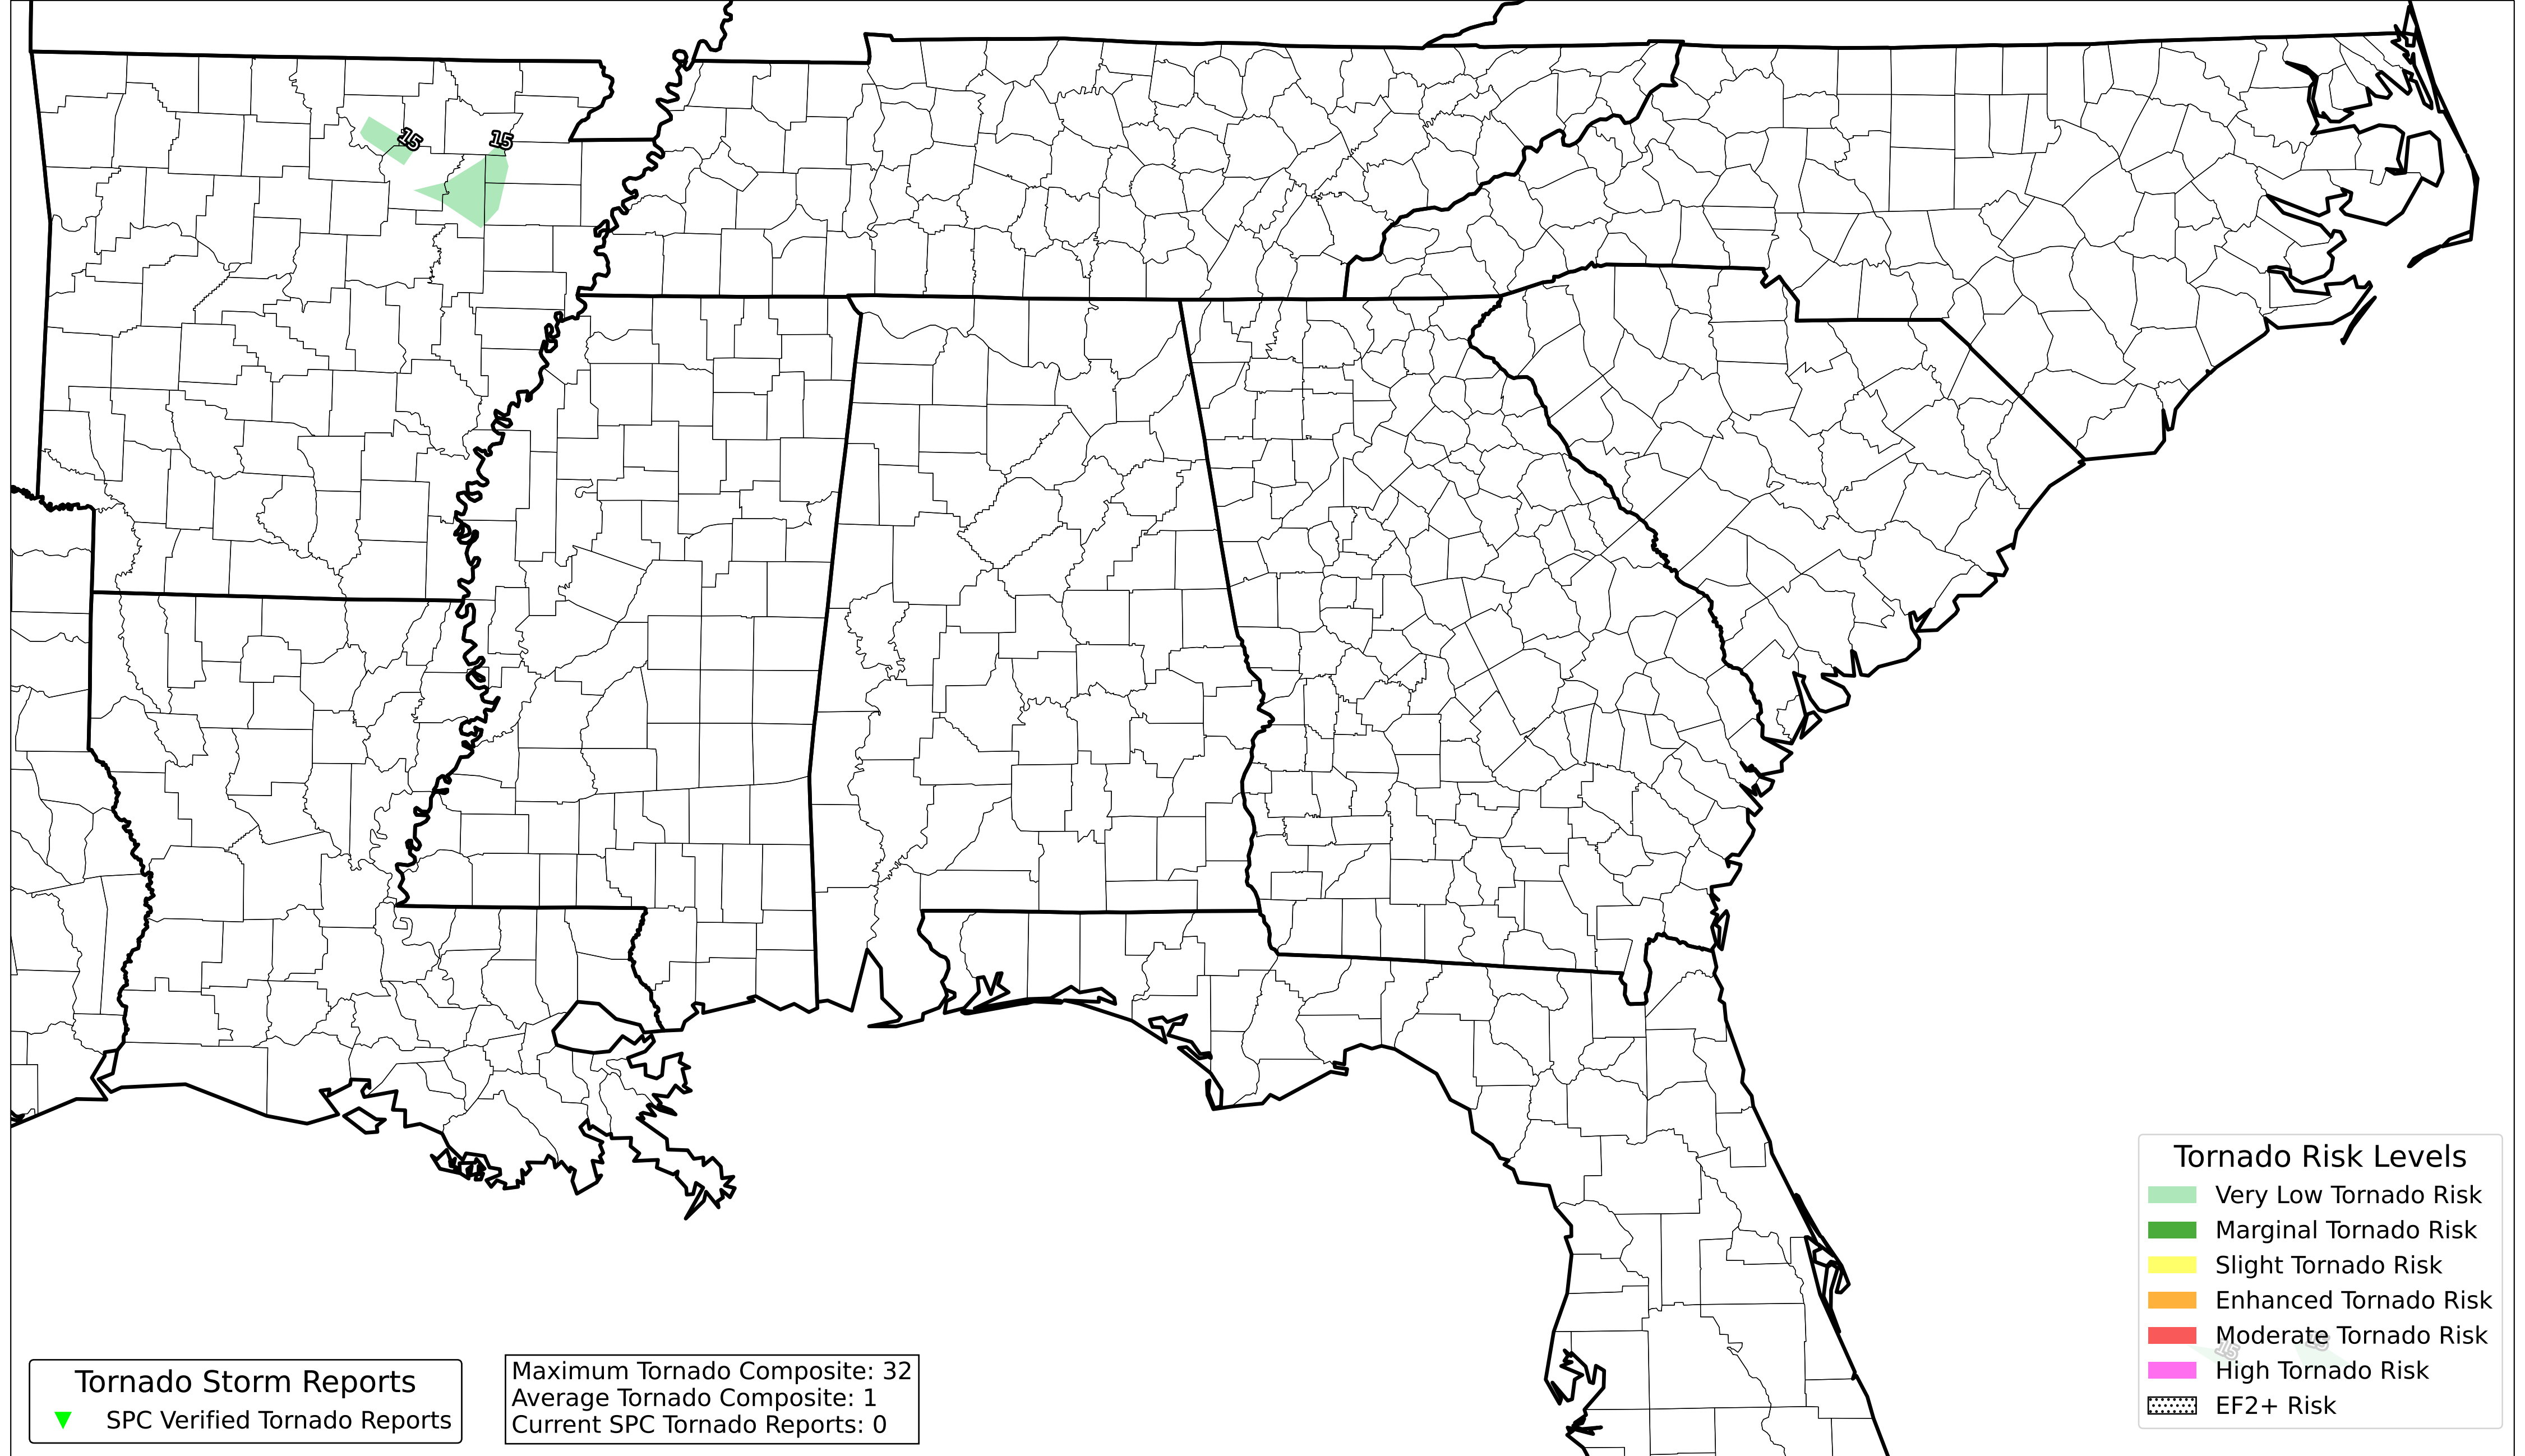 15
15
Tornado Risk Levels
Very Low Tornado Risk
Marginal Tornado Risk
Slight Tornado Risk
Enhanced Tornado Risk
Moderate Tornado Risk
15
15
High Tornado Risk
EF2+ Risk
Tornado Storm Reports
SPC Verified Tornado Reports
Maximum Tornado Composite: 32
Average Tornado Composite: 1
Current SPC Tornado Reports: 0